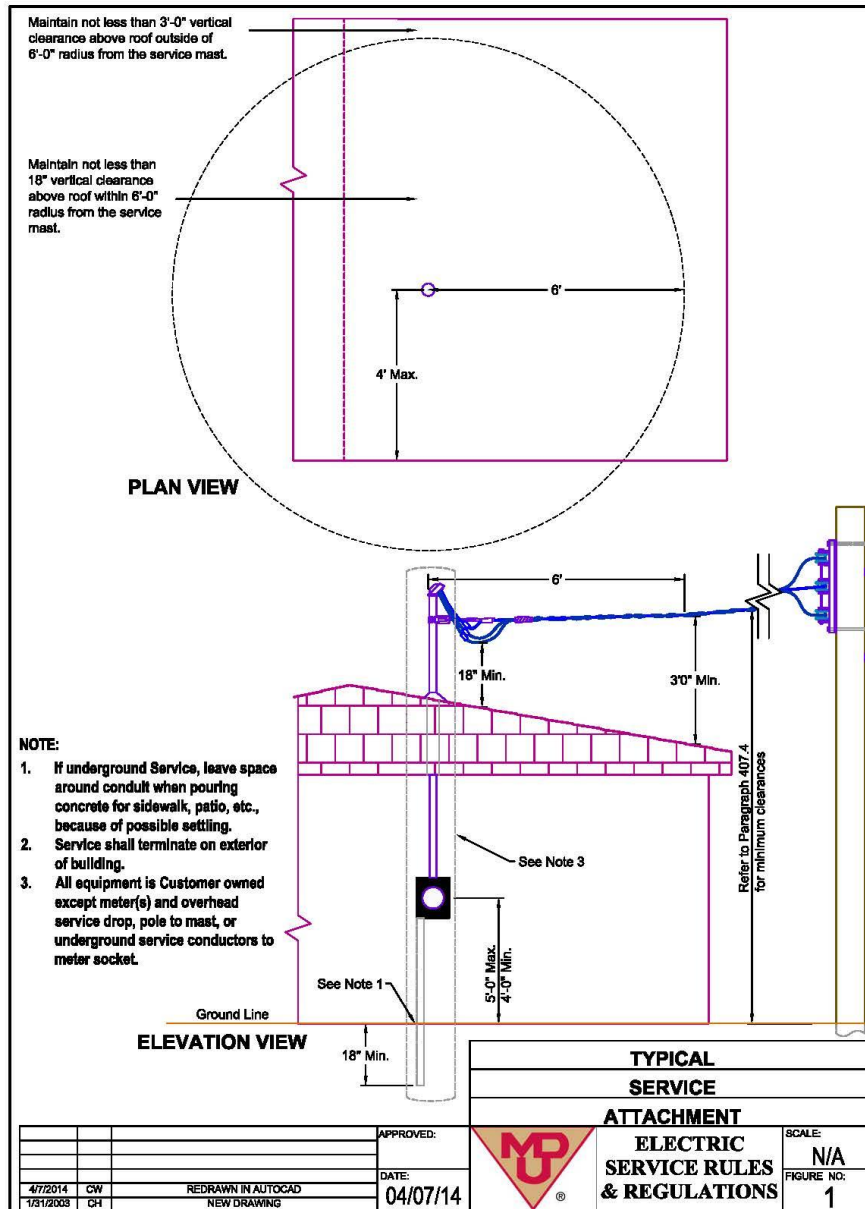 Maintain not less than 3'-0" vertical
clearance above roof outside of
6'-0" radius from the service mast.
Maintain not less than
18" vertical clearance
above roof within 6'-0"
radius from the service
mast.
6'
4' Max.
PLAN VIEW
6'
18" Min.
3'0" Min.
NOTE:
1. If underground Service, leave space
around conduit when pouring
concrete for sidewalk, patio, etc.,
because of possible settling.
2. Service shall terminate on exterior
of building.
3. All equipment is Customer owned
except meter(s) and overhead
service drop, pole to mast, or
underground service conductors to
meter socket.
Refer to Paragraph 407.4
for minimum clearances
See Note 3
5'-0" Max.
4'-0" Min.
See Note 1
Ground Line
ELEVATION VIEW
18" Min.
TYPICAL
SERVICE
ATTACHMENT
APPROVED:
DATE:
04/07/14
4/7/2014 CW REDRAWN IN AUTOCAD
1/31/2003 CH NEW DRAWING
MPU
®
ELECTRIC
SERVICE RULES
& REGULATIONS
SCALE:
N/A
FIGURE NO:
1